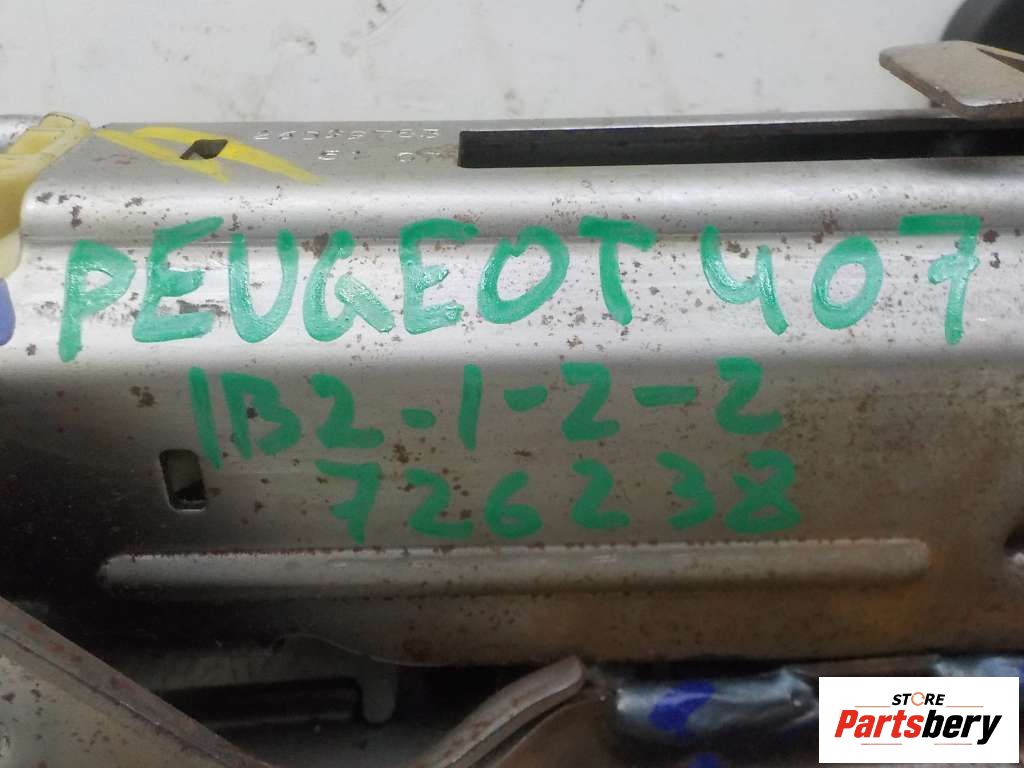 PEUGEOT 407
1B2.1-2-2
726238
STORE
Partsbery